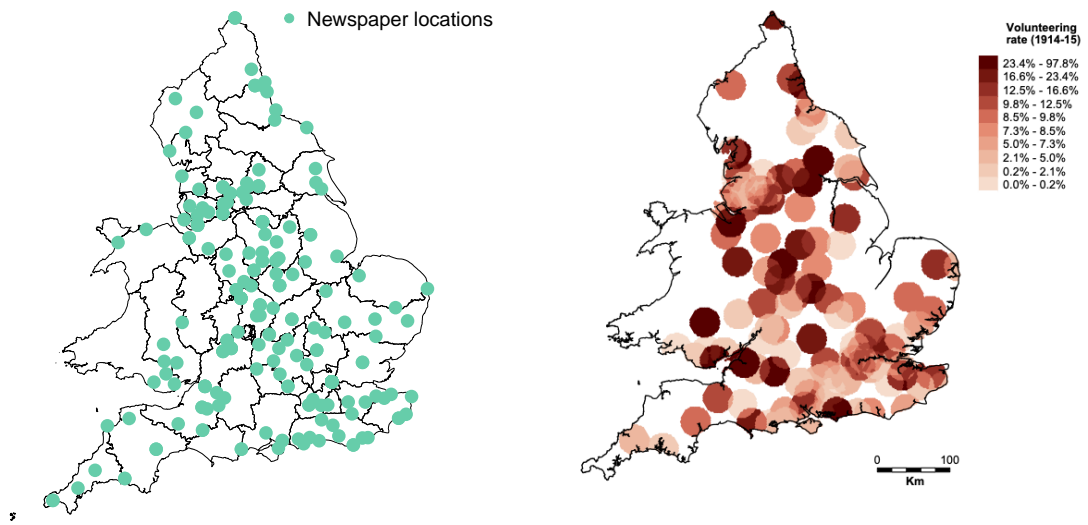 Newspaper locations
Volunteering
rate (1914-15)
23.4% - 97.8%
16.6% - 23.4%
12.5% - 16.6%
9.8% - 12.5%
8.5% - 9.8%
7.3% - 8.5%
5.0% - 7.3%
2.1% - 5.0%
0.2% - 2.1%
0.0% - 0.2%
0 100
Km